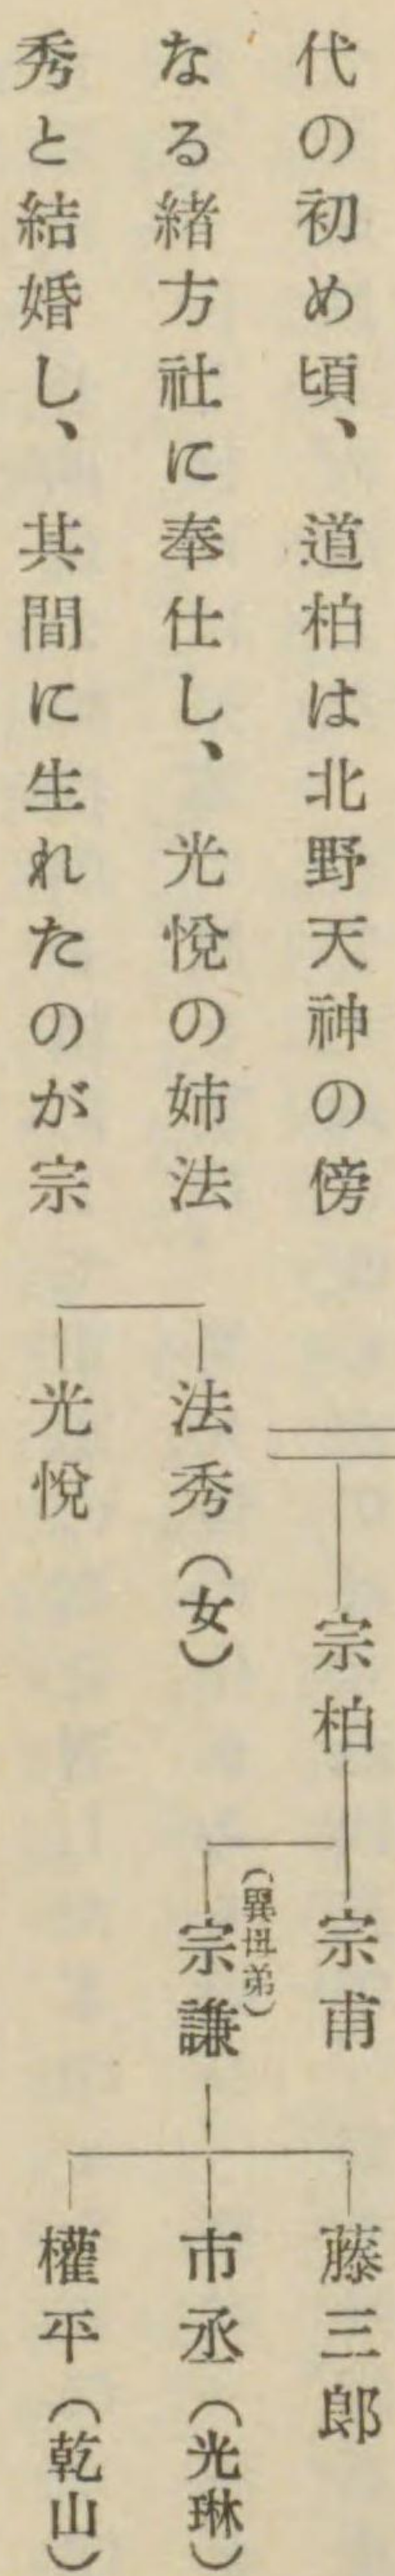 代の初め頃、道柏は北野天神の傍
なる緒方社に奉仕し、光悅の姉法
秀と結婚し、其間に生れたのが宗
法秀(女)
光悅
宗柏
宗甫
(異母弟)
宗謙
藤三郎
市丞(光琳)
權平(乾山)